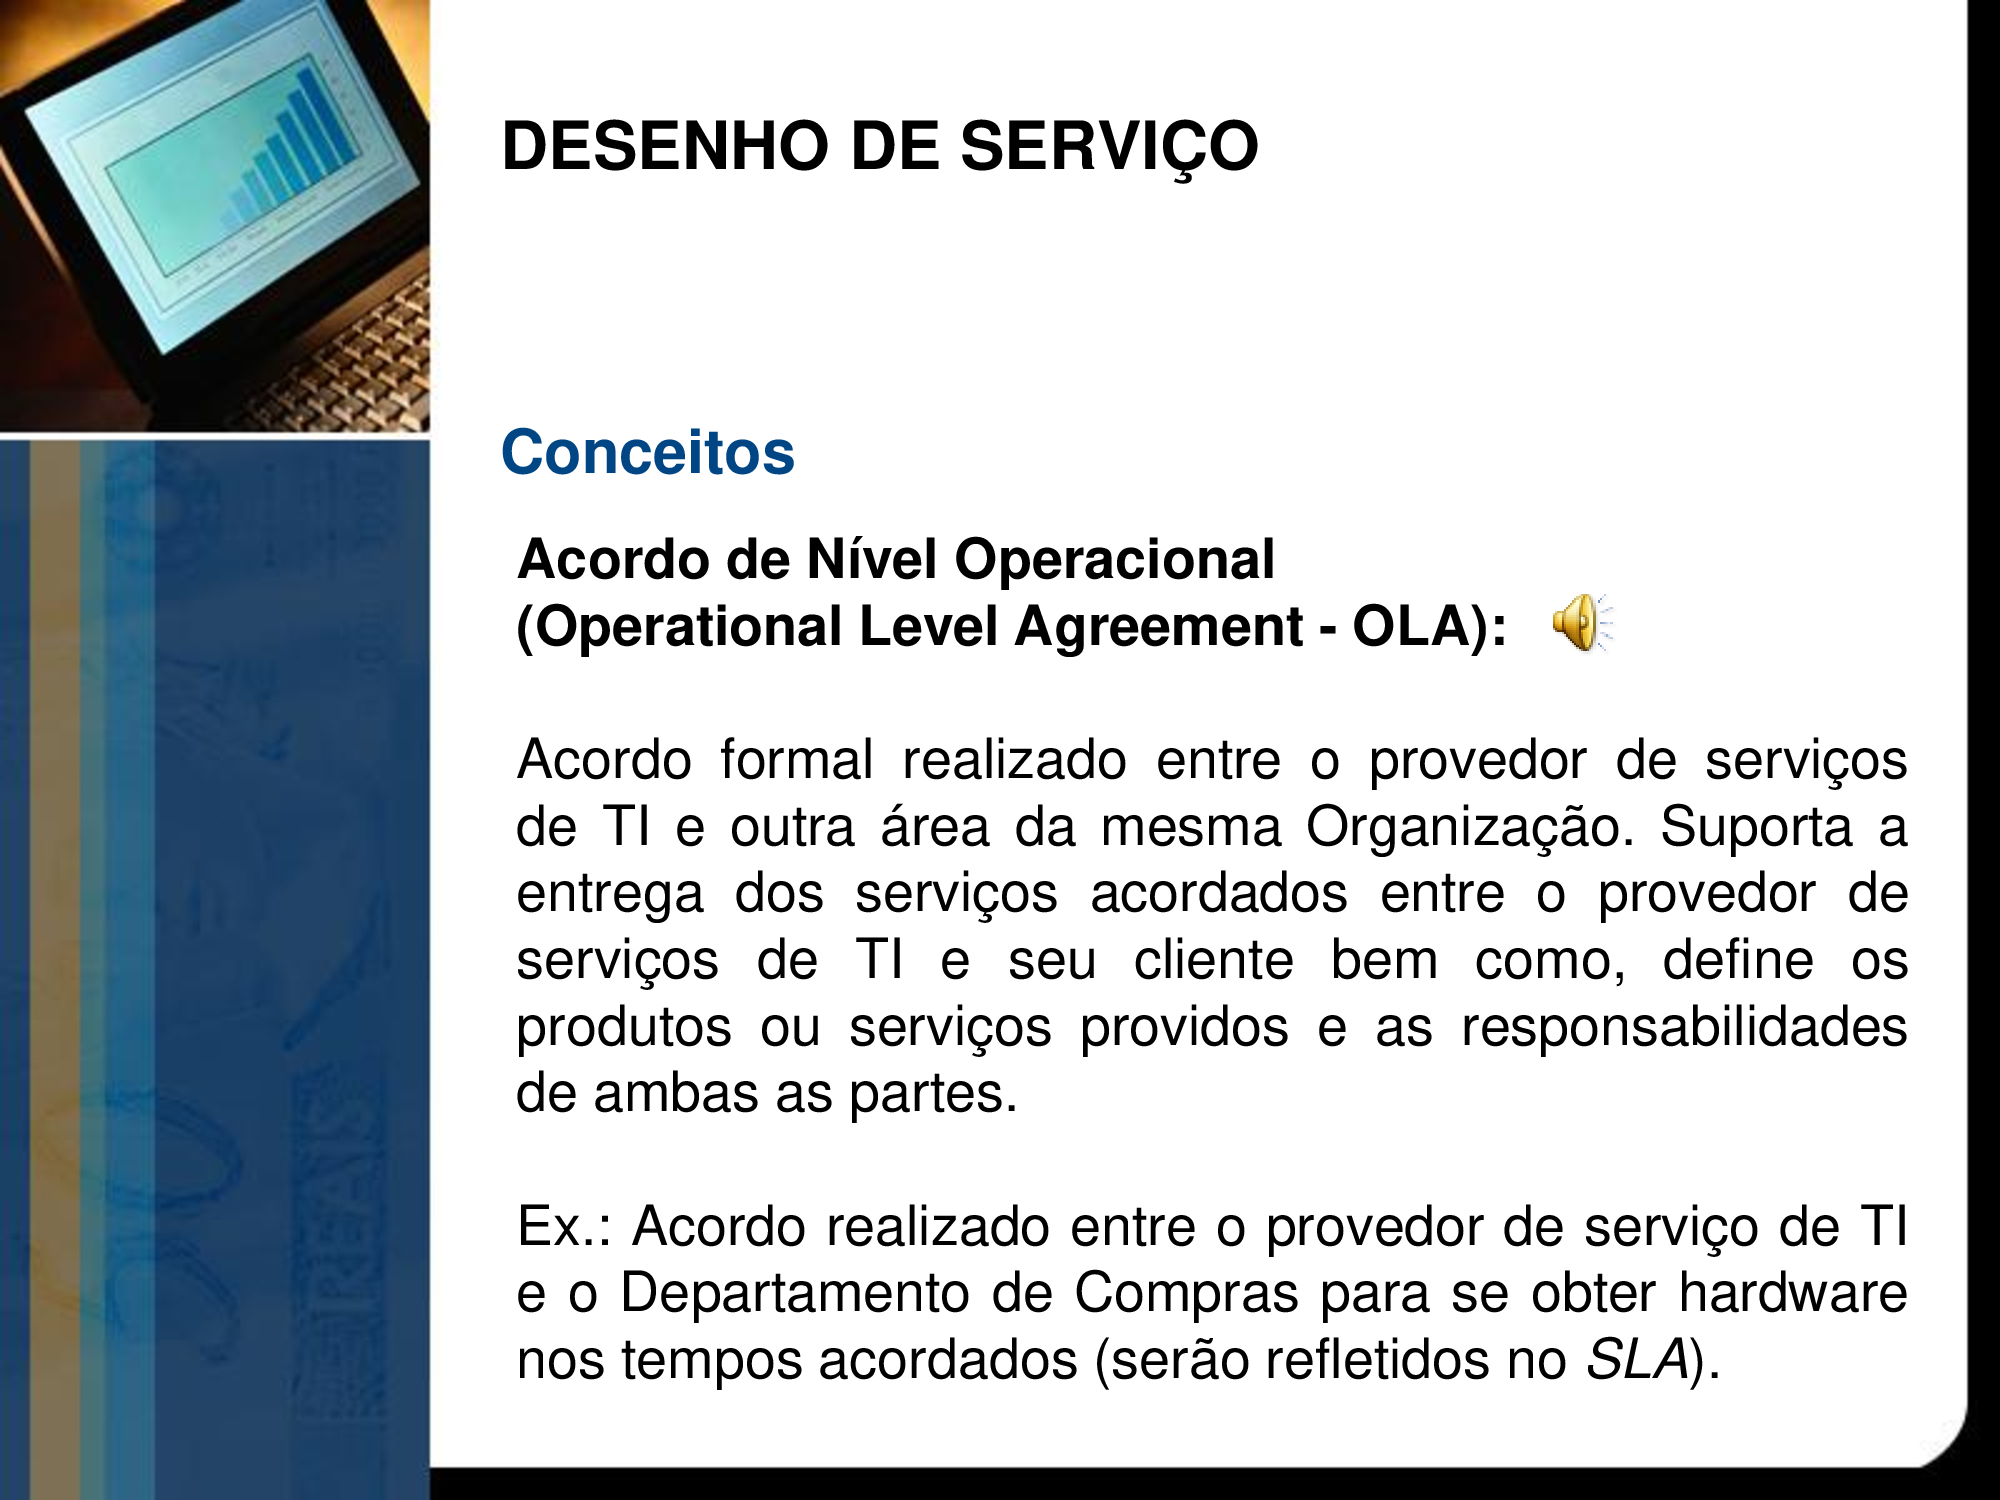 DESENHO DE SERVIÇO
Conceitos
Acordo de Nível Operacional
(Operational Level Agreement - OLA):
Acordo formal realizado entre o provedor de serviços
de TI e outra área da mesma Organização. Suporta a
entrega dos serviços acordados entre o provedor de
serviços de TI e seu cliente bem como, define os
produtos ou serviços providos e as responsabilidades
de ambas as partes.
Ex.: Acordo realizado entre o provedor de serviço de TI
e o Departamento de Compras para se obter hardware
nos tempos acordados (serão refletidos no SLA).
REAIS